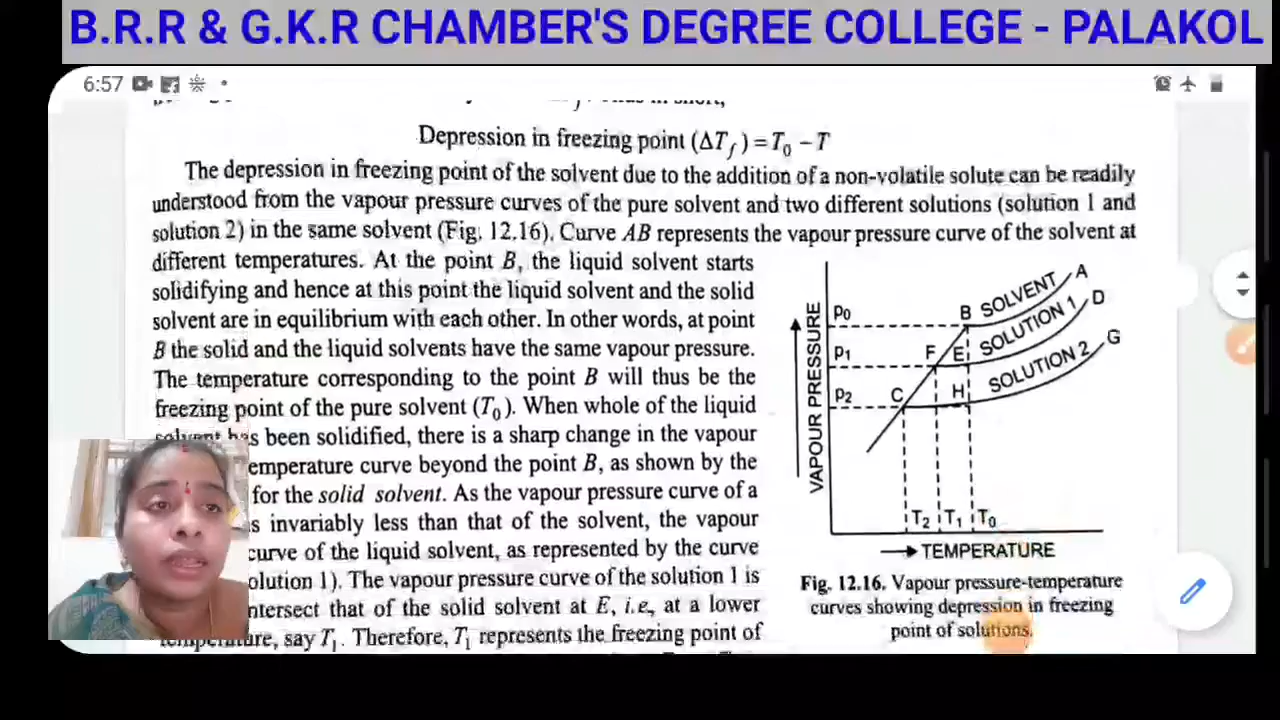 B.R.R & G.K.R CHAMBER'S DEGREE COLLEGE - PALAKOL
6:57
Depression in freezing point (ΔT_f) = T₀ – T
The depression in freezing point of the solvent due to the addition of a non-volatile solute can be readily
understood from the vapour pressure curves of the pure solvent and two different solutions (solution 1 and
solution 2) in the same solvent (Fig. 12.16). Curve AB represents the vapour pressure curve of the solvent at
different temperatures. At the point B, the liquid solvent starts
solidifying and hence at this point the liquid solvent and the solid
solvent are in equilibrium with each other. In other words, at point
B the solid and the liquid solvents have the same vapour pressure.
The temperature corresponding to the point B will thus be the
freezing point of the pure solvent (T₀). When whole of the liquid
has been solidified, there is a sharp change in the vapour
emperature curve beyond the point B, as shown by the
for the solid solvent. As the vapour pressure curve of a
s invariably less than that of the solvent, the vapour
curve of the liquid solvent, as represented by the curve
olution 1). The vapour pressure curve of the solution 1 is
ntersect that of the solid solvent at E, i.e., at a lower
temperature, say T₁. Therefore, T₁ represents the freezing point of
VAPOUR PRESSURE
P₀
P₁
P₂
B SOLVENT A
F E SOLUTION 1 D
C H SOLUTION 2 G
T₂ T₁ T₀
TEMPERATURE
Fig. 12.16. Vapour pressure-temperature
curves showing depression in freezing
point of solutions.